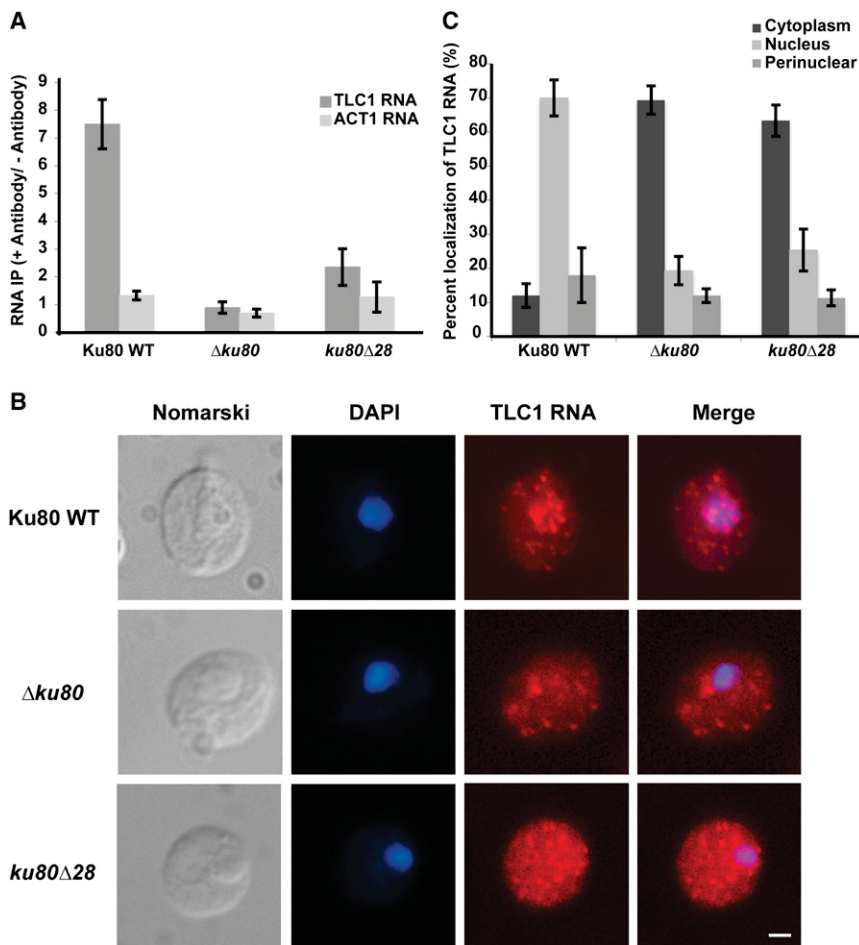 A
RNA IP (+ Antibody/ - Antibody)
9
8
7
6
5
4
3
2
1
0
TLC1 RNA
ACT1 RNA
Ku80 WT
Δku80
ku80Δ28
C
Percent localization of TLC1 RNA (%)
80
70
60
50
40
30
20
10
0
Cytoplasm
Nucleus
Perinuclear
Ku80 WT
Δku80
ku80Δ28
B
Nomarski
DAPI
TLC1 RNA
Merge
Ku80 WT
Δku80
ku80Δ28